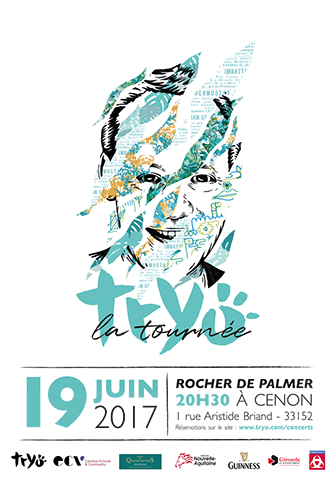 tryo
la tournée
19 JUIN 2017
ROCHER DE PALMER
20H30 À CENON
1 rue Aristide Briand - 33152
Réservations sur le site : www.tryo.com/concerts
tryo
Nouvelle-Aquitaine
GUINNESS
Gironde